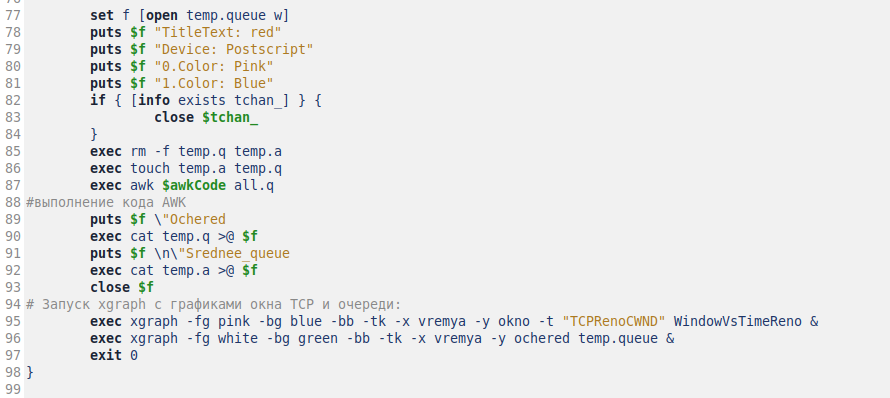 77 set f [open temp.queue w]
78 puts $f "TitleText: red"
79 puts $f "Device: Postscript"
80 puts $f "0.Color: Pink"
81 puts $f "1.Color: Blue"
82 if { [info exists tchan_] } {
83 close $tchan_
84 }
85 exec rm -f temp.q temp.a
86 exec touch temp.a temp.q
87 exec awk $awkCode all.q
88 #выполнение кода AWK
89 puts $f \"Ochered
90 exec cat temp.q >@ $f
91 puts $f \n\"Srednee_queue
92 exec cat temp.a >@ $f
93 close $f
94 # Запуск xgraph с графиками окна TCP и очереди:
95 exec xgraph -fg pink -bg blue -bb -tk -x vremya -y okno -t "TCPRenoCWND" WindowVsTimeReno &
96 exec xgraph -fg white -bg green -bb -tk -x vremya -y ochered temp.queue &
97 exit 0
98 }
99